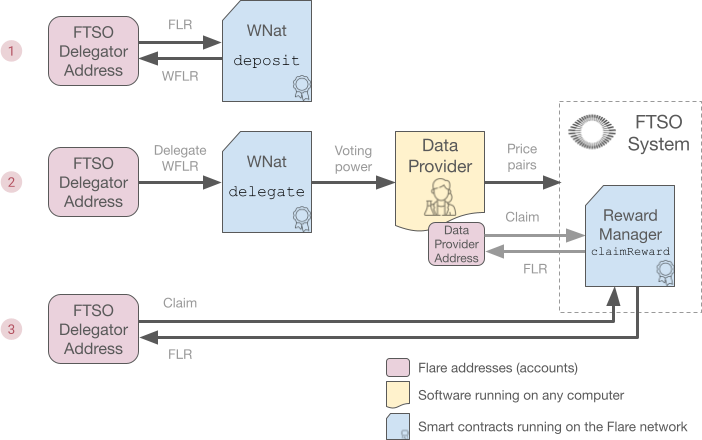 1
FTSO
Delegator
Address
FLR
WFLR
WNat
deposit
2
FTSO
Delegator
Address
Delegate
WFLR
WNat
delegate
Voting
power
Data
Provider
Price
pairs
FTSO
System
Data
Provider
Address
Claim
FLR
Reward
Manager
claimReward
3
FTSO
Delegator
Address
Claim
FLR
Flare addresses (accounts)
Software running on any computer
Smart contracts running on the Flare network